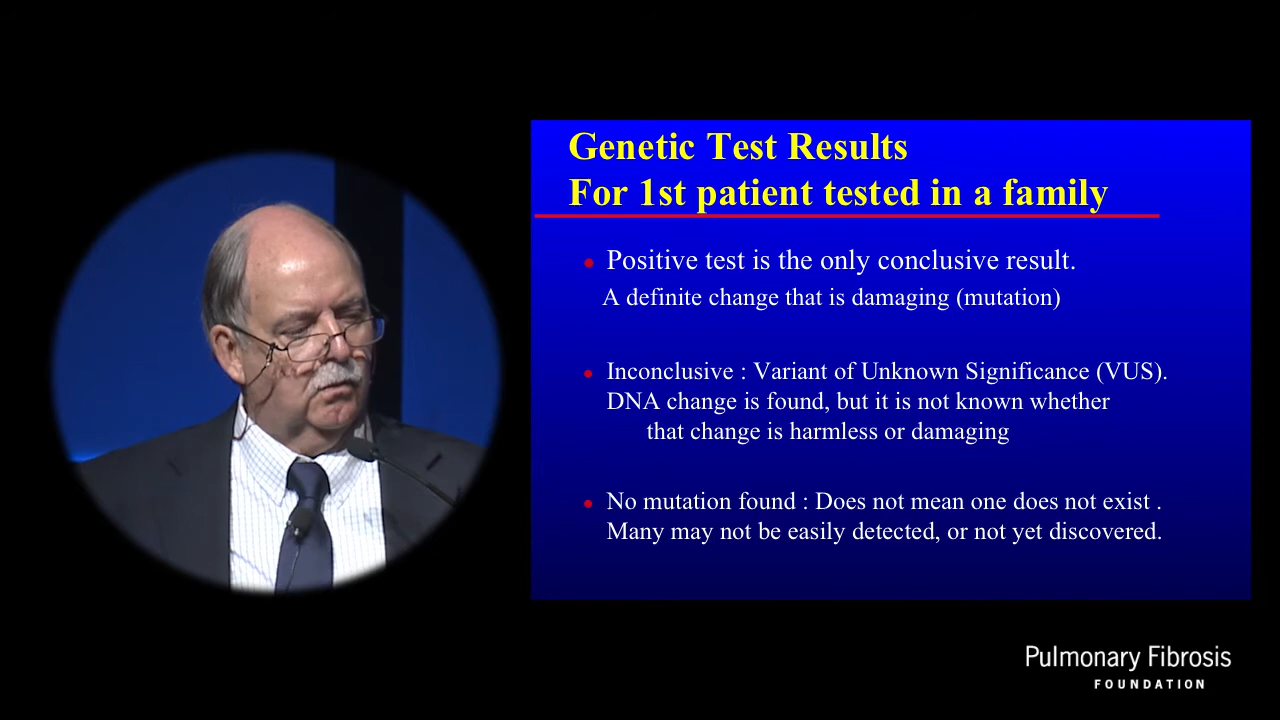 Genetic Test Results
For 1st patient tested in a family
• Positive test is the only conclusive result.
A definite change that is damaging (mutation)
• Inconclusive : Variant of Unknown Significance (VUS).
DNA change is found, but it is not known whether
that change is harmless or damaging
• No mutation found : Does not mean one does not exist .
Many may not be easily detected, or not yet discovered.
Pulmonary Fibrosis
FOUNDATION